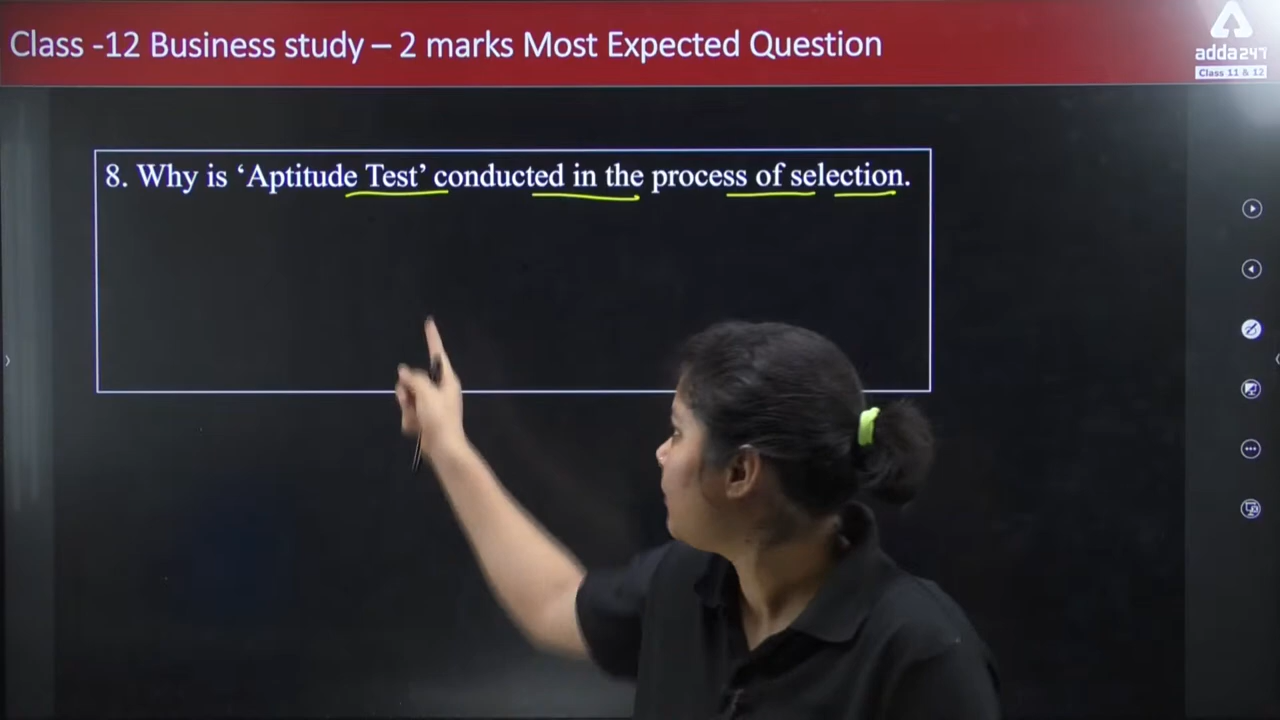 Class -12 Business study – 2 marks Most Expected Question
adda247
Class 11 & 12
8. Why is ‘Aptitude Test’ conducted in the process of selection.